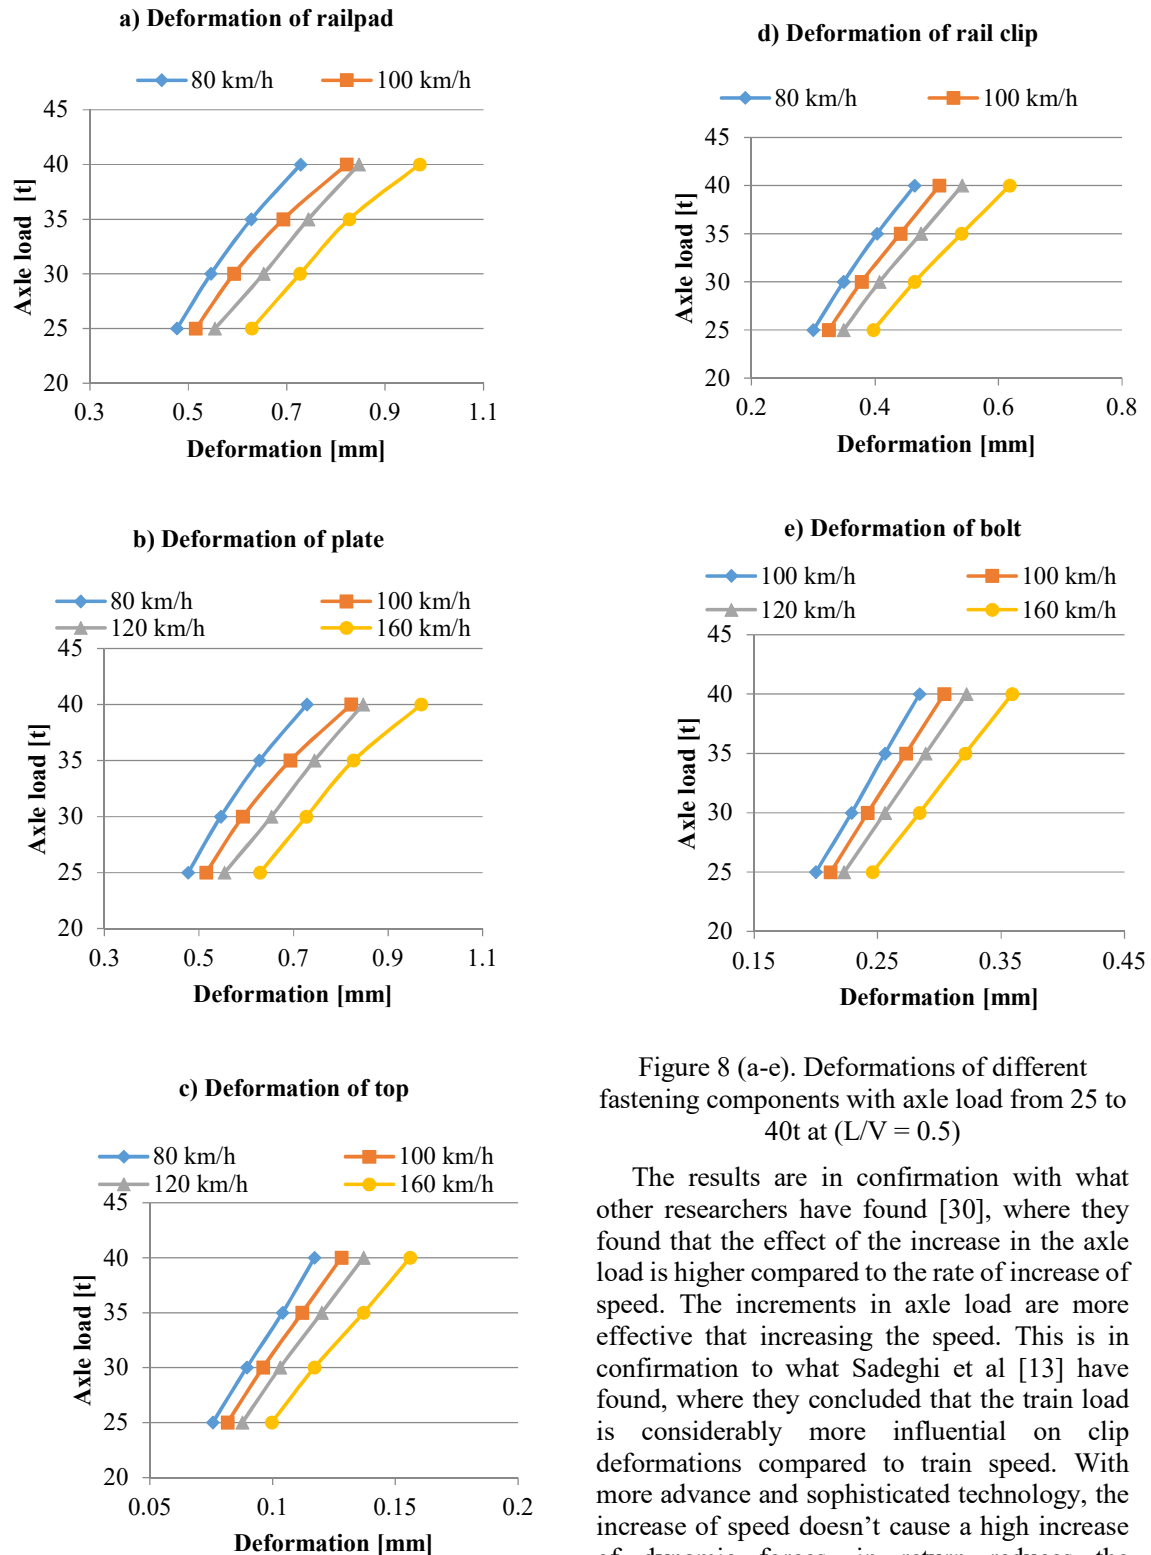 a) Deformation of railpad
80 km/h 100 km/h
45
40
35
30
25
20
Axle load [t]
0.3 0.5 0.7 0.9 1.1
Deformation [mm]
b) Deformation of plate
80 km/h 100 km/h
120 km/h 160 km/h
45
40
35
30
25
20
Axle load [t]
0.3 0.5 0.7 0.9 1.1
Deformation [mm]
c) Deformation of top
80 km/h 100 km/h
120 km/h 160 km/h
45
40
35
30
25
20
Axle load [t]
0.05 0.1 0.15 0.2
Deformation [mm]
d) Deformation of rail clip
80 km/h 100 km/h
45
40
35
30
25
20
Axle load [t]
0.2 0.4 0.6 0.8
Deformation [mm]
e) Deformation of bolt
100 km/h 100 km/h
120 km/h 160 km/h
45
40
35
30
25
20
Axle load [t]
0.15 0.25 0.35 0.45
Deformation [mm]
Figure 8 (a-e). Deformations of different
fastening components with axle load from 25 to
40t at (L/V = 0.5)
The results are in confirmation with what
other researchers have found [30], where they
found that the effect of the increase in the axle
load is higher compared to the rate of increase of
speed. The increments in axle load are more
effective that increasing the speed. This is in
confirmation to what Sadeghi et al [13] have
found, where they concluded that the train load
is considerably more influential on clip
deformations compared to train speed. With
more advance and sophisticated technology, the
increase of speed doesn’t cause a high increase
of dynamic forces, in return reduces the